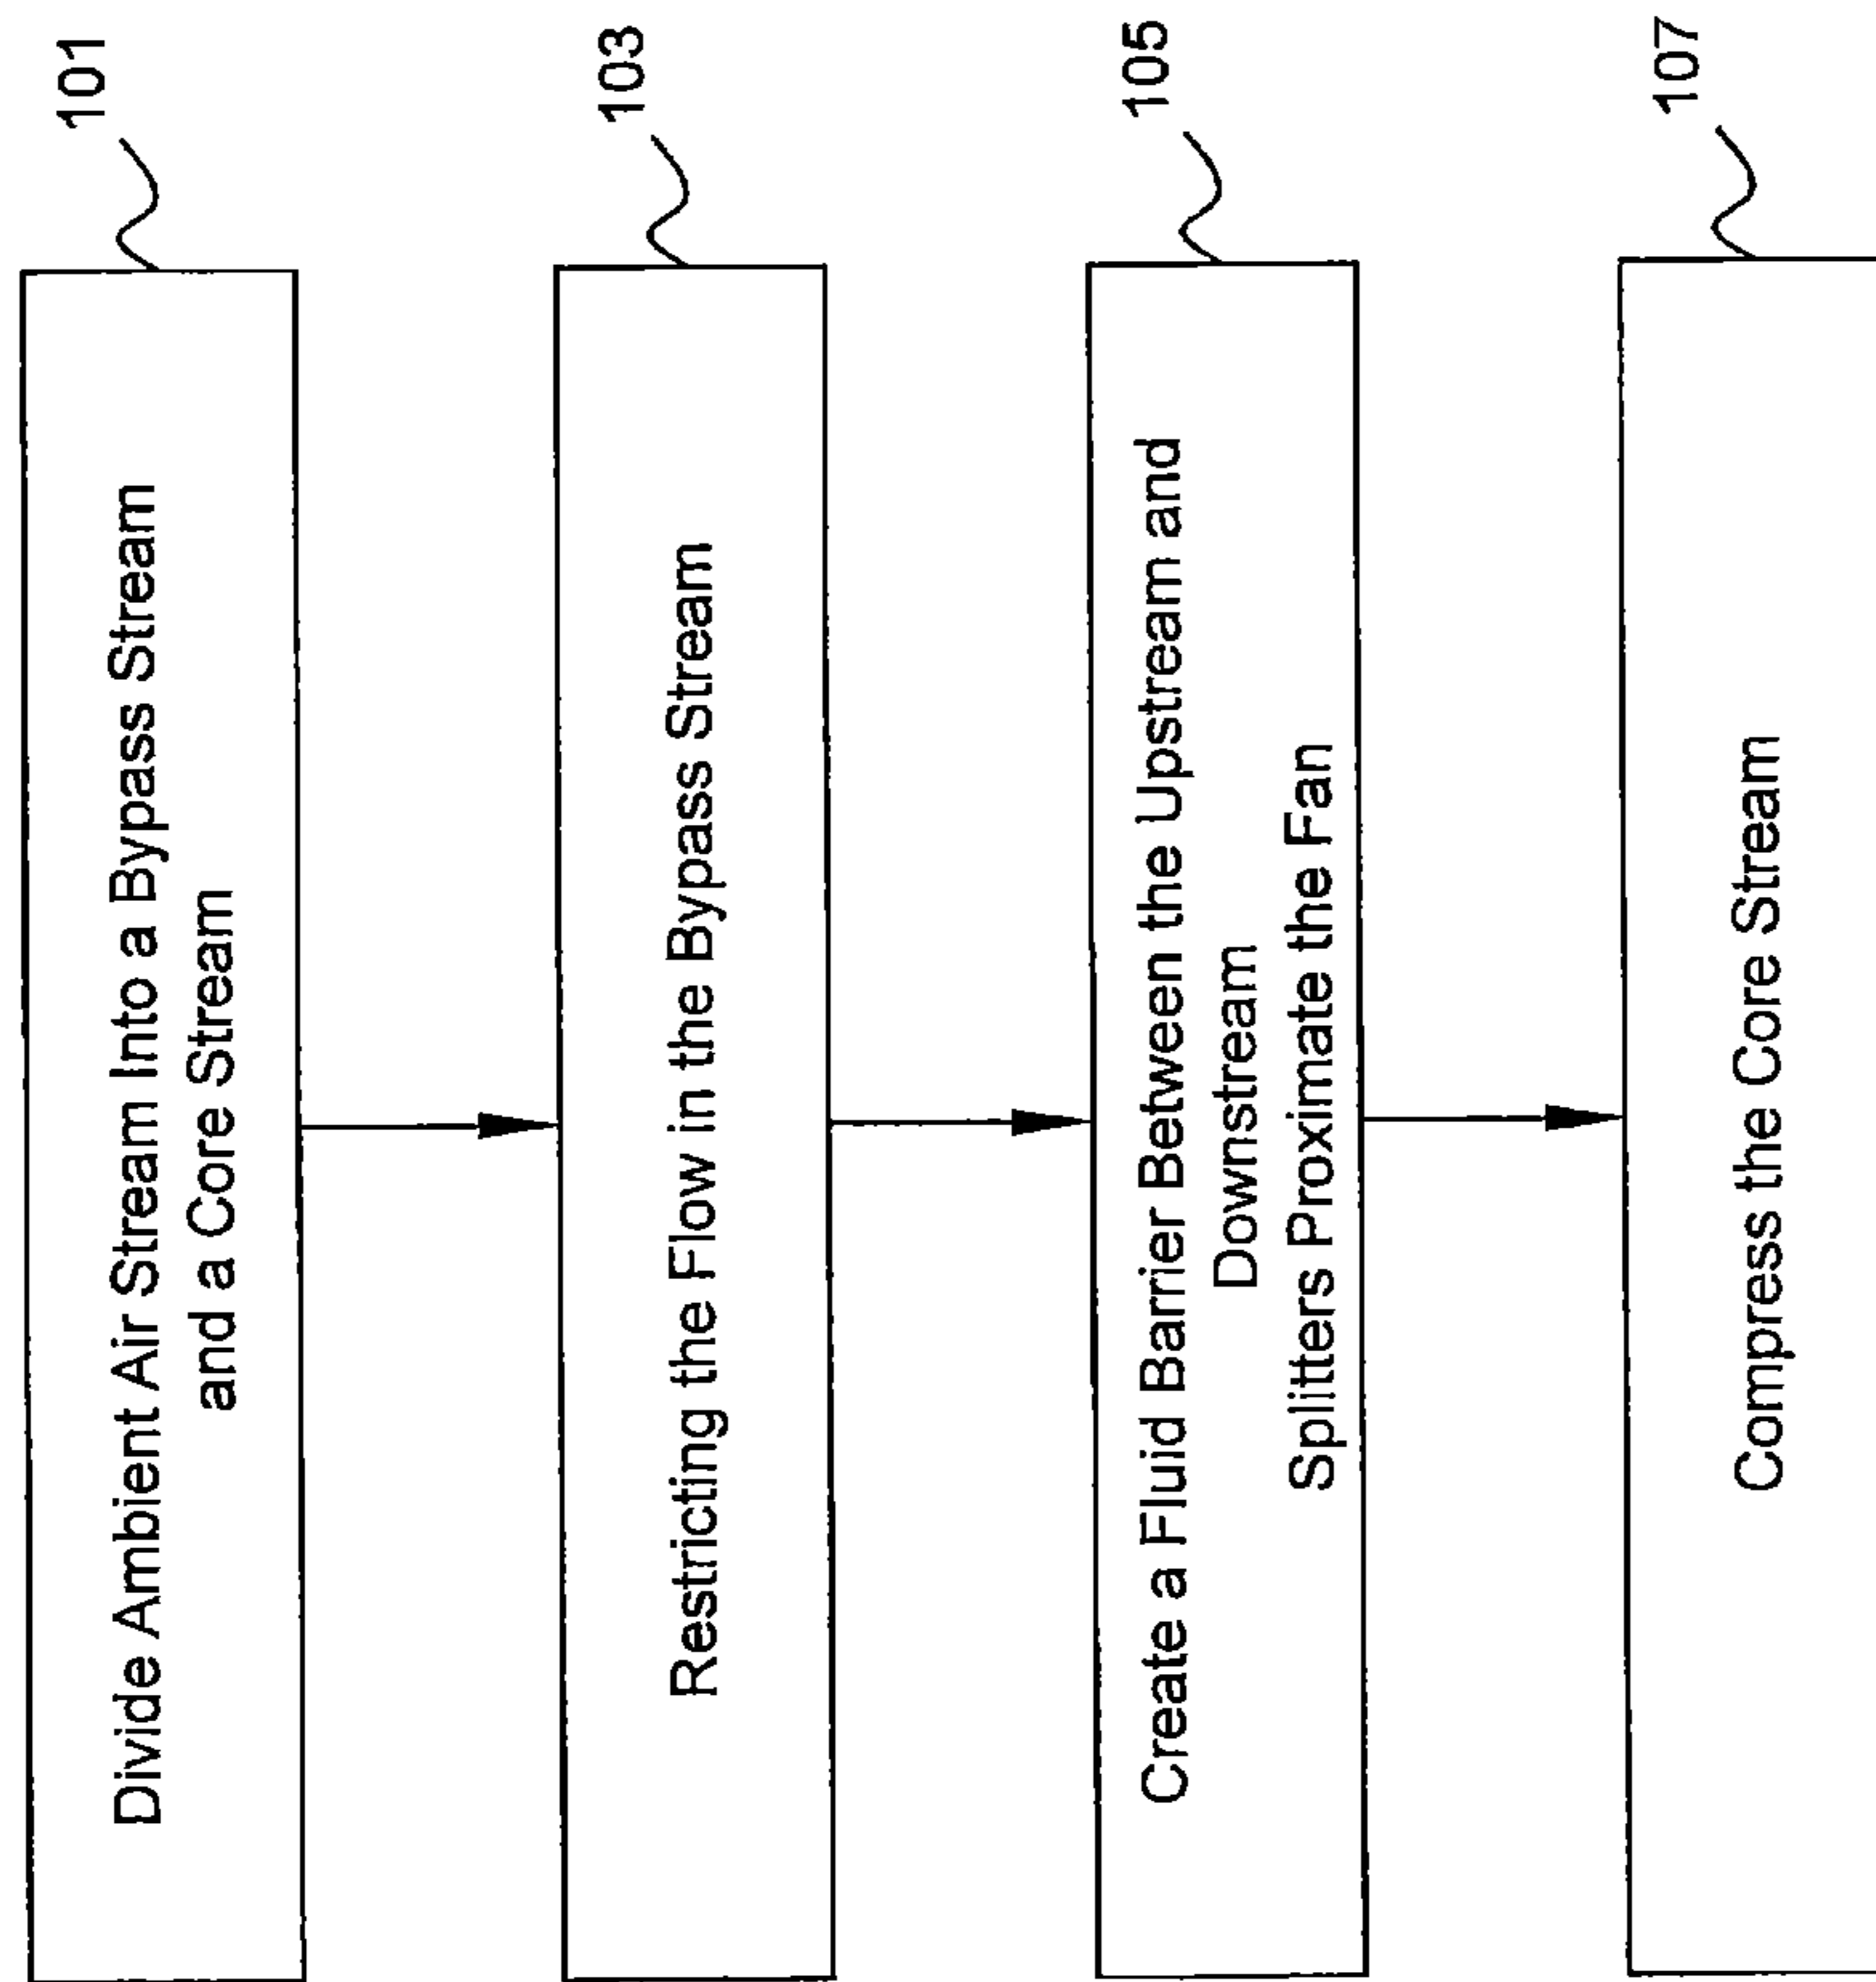 101
Divide Ambient Air Stream Into a Bypass Stream
and a Core Stream
103
Restricting the Flow in the Bypass Stream
105
Create a Fluid Barrier Between the Upstream and
Downstream
Splitters Proximate the Fan
107
Compress the Core Stream